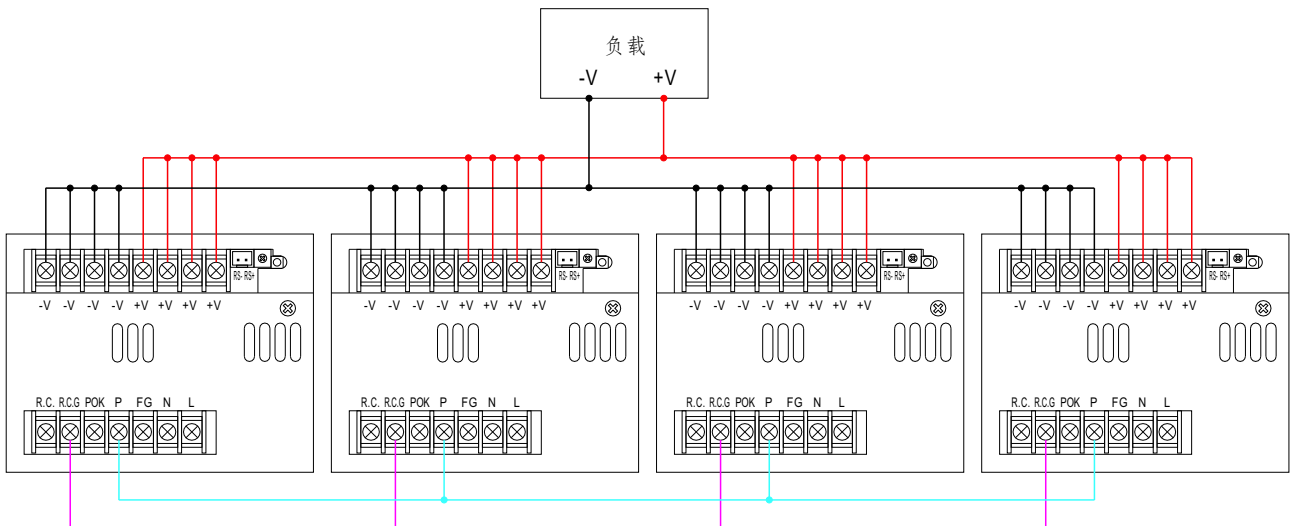 负载
-V +V
RS- RS+ RS- RS+ RS- RS+ RS- RS+
-V -V -V -V +V +V +V +V -V -V -V -V +V +V +V +V -V -V -V -V +V +V +V +V -V -V -V -V +V +V +V +V
R.C. R.C.G POK P FG N L R.C. R.C.G POK P FG N L R.C. R.C.G POK P FG N L R.C. R.C.G POK P FG N L